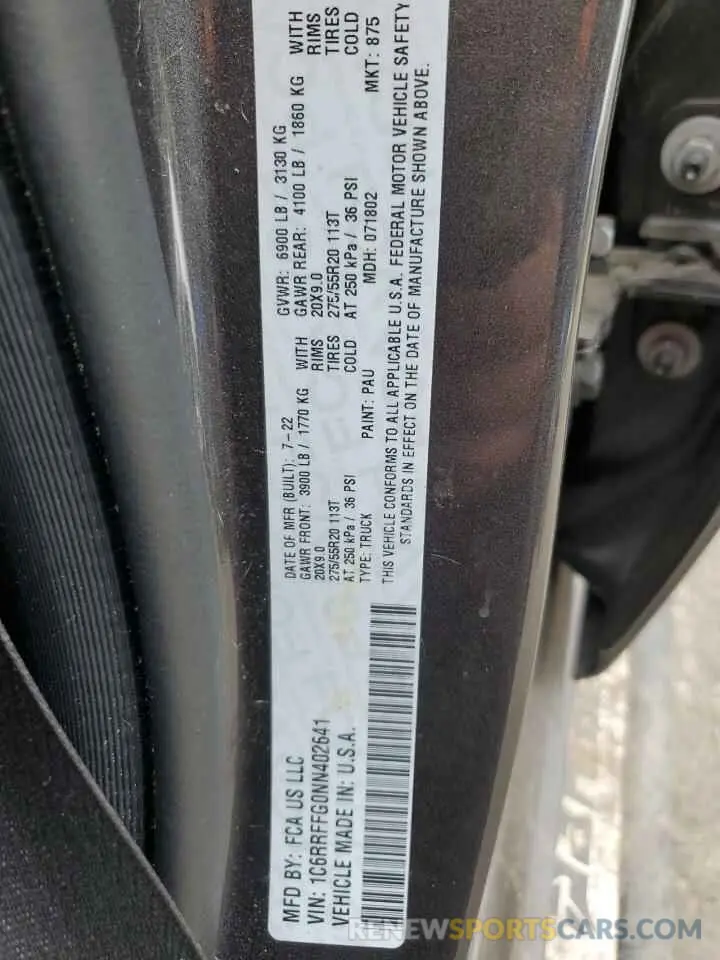 MFD BY: FCA US LLC
VIN: 1C6RRFFG0NN402641
VEHICLE MADE IN: U.S.A.
DATE OF MFR (BUILT): 7-22 GVWR: 6900 LB / 3130 KG
GAWR FRONT: 3900 LB / 1770 KG WITH GAWR REAR: 4100 LB / 1860 KG WITH
20X9.0 RIMS 20X9.0 RIMS
275/55R20 113T TIRES 275/55R20 113T TIRES
AT 250 kPa / 36 PSI COLD AT 250 kPa / 36 PSI COLD
TYPE: TRUCK PAINT: PAU MDH: 071802 MKT: 875
THIS VEHICLE CONFORMS TO ALL APPLICABLE U.S.A. FEDERAL MOTOR VEHICLE SAFETY
STANDARDS IN EFFECT ON THE DATE OF MANUFACTURE SHOWN ABOVE.
RENEWSPORTSCARS.COM